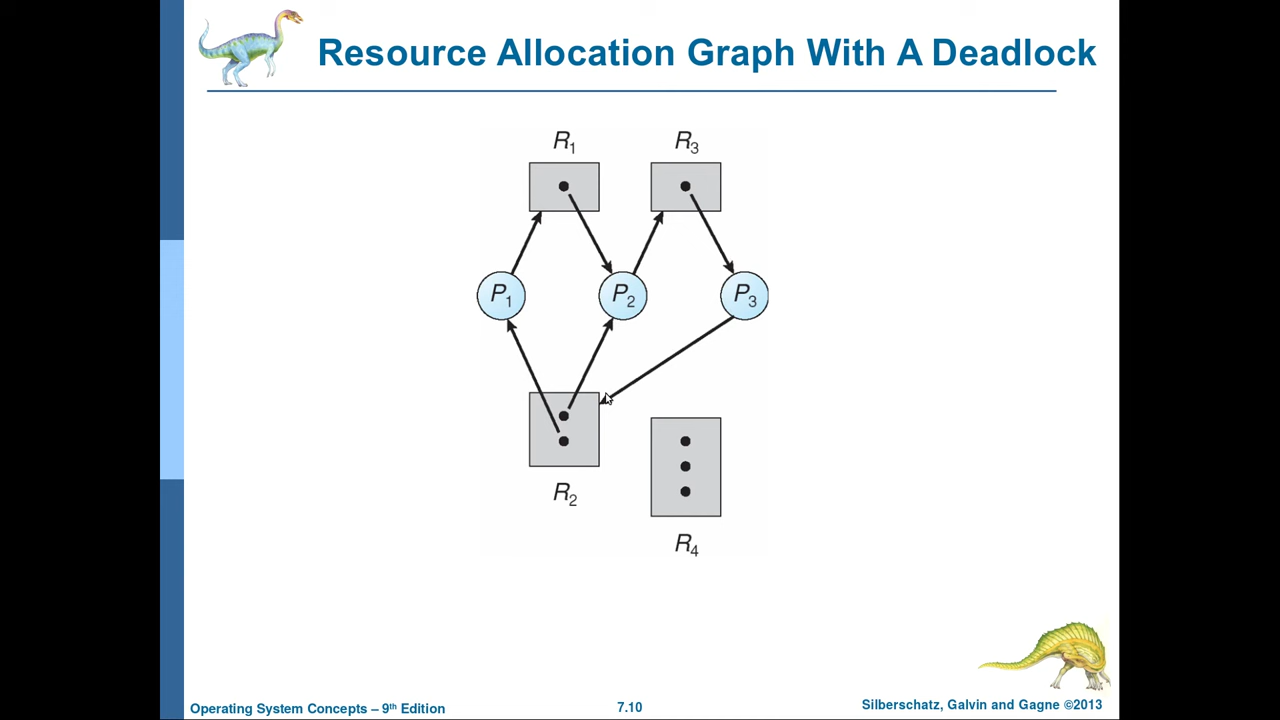 Resource Allocation Graph With A Deadlock
R₁ R₃
P₁ P₂ P₃
R₂
R₄
Operating System Concepts – 9th Edition 7.10 Silberschatz, Galvin and Gagne ©2013